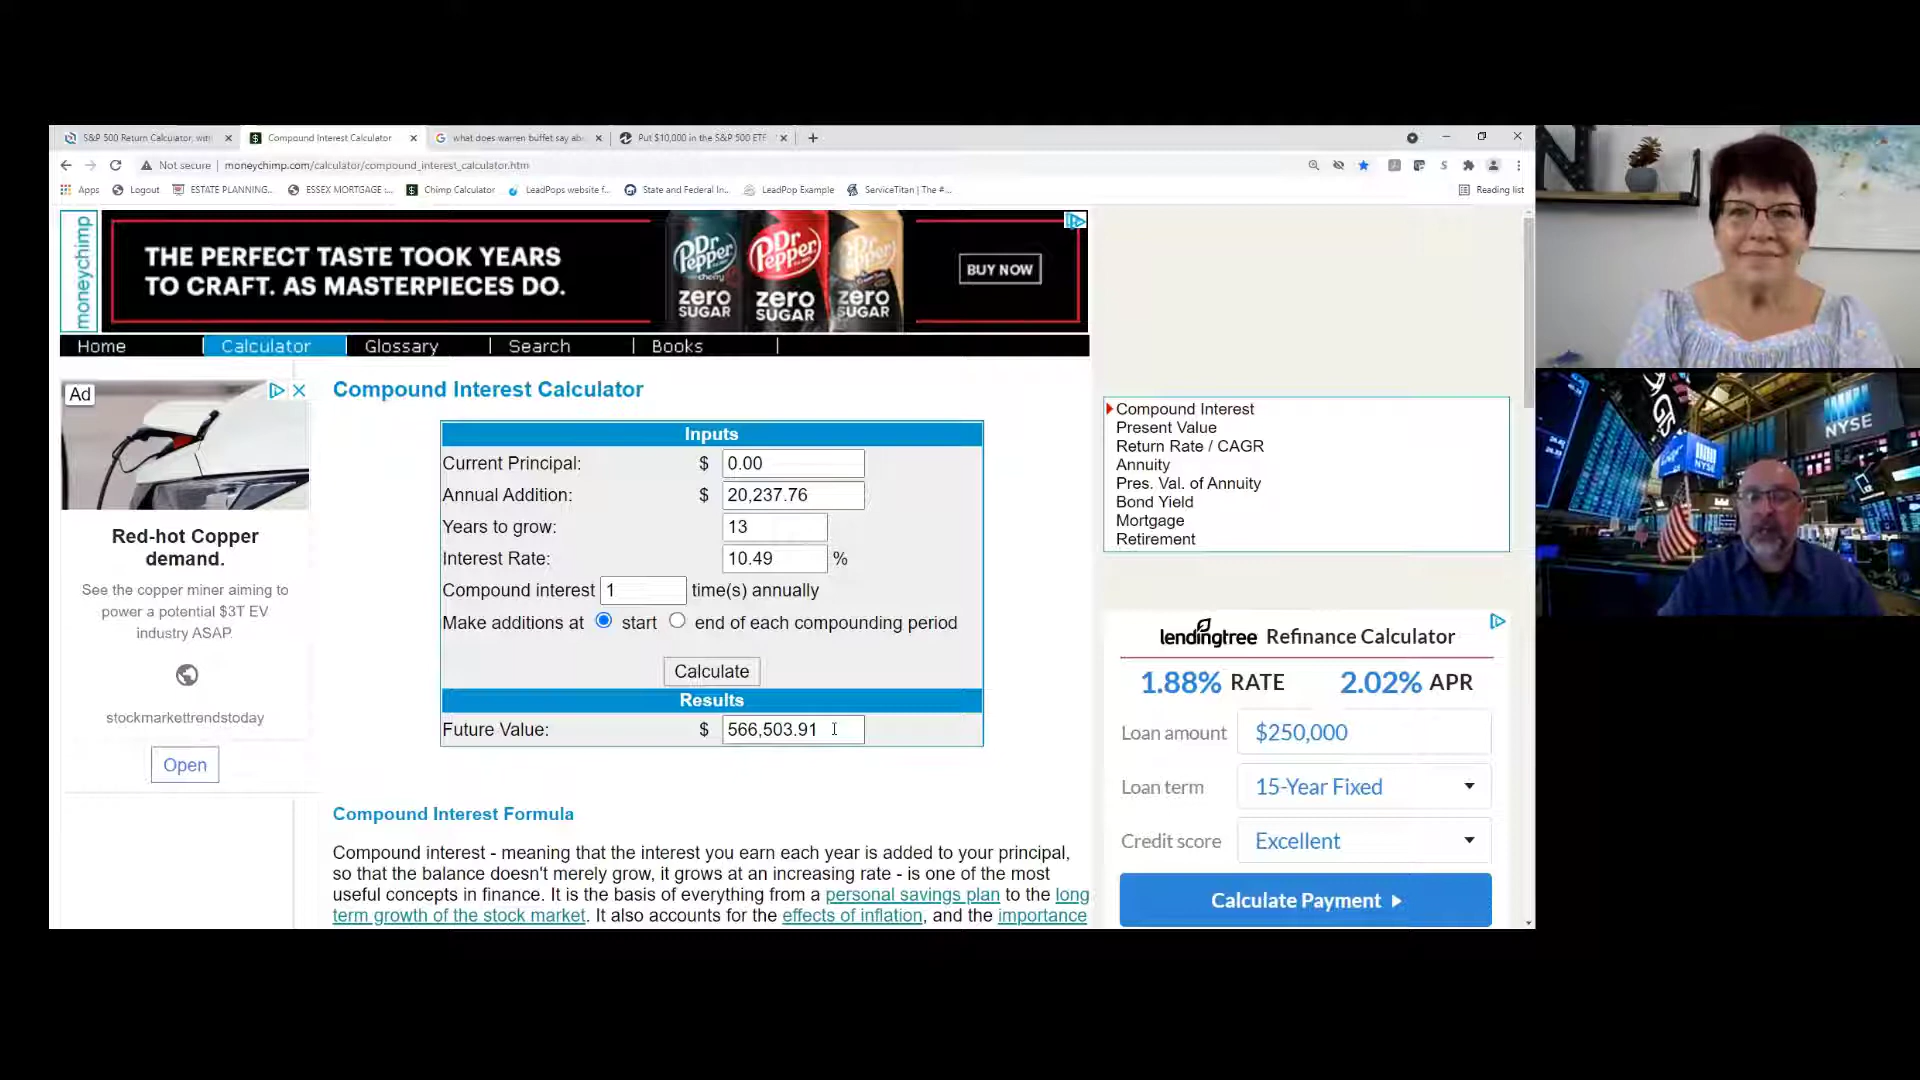 S&P 500 Return Calculator, with
Compound Interest Calculator
what does warren buffet say ab
Put $10,000 in the S&P 500 ETF
Not secure | moneychimp.com/calculator/compound_interest_calculator.htm
Apps
Logout
ESTATE PLANNING...
ESSEX MORTGAGE :...
Chimp Calculator
LeadPops website f...
State and Federal In...
LeadPop Example
ServiceTitan | The #...
Reading list
moneychimp
THE PERFECT TASTE TOOK YEARS
TO CRAFT. AS MASTERPIECES DO.
Dr Pepper cherry zero SUGAR
Dr Pepper zero SUGAR
Dr Pepper zero SUGAR
BUY NOW
Home | Calculator | Glossary | Search | Books |
Ad
Red-hot Copper
demand.
See the copper miner aiming to
power a potential $3T EV
industry ASAP.
stockmarkettrendstoday
Open
Compound Interest Calculator
Inputs
Current Principal: $ 0.00
Annual Addition: $ 20,237.76
Years to grow: 13
Interest Rate: 10.49 %
Compound interest 1 time(s) annually
Make additions at start end of each compounding period
Calculate
Results
Future Value: $ 566,503.91
Compound Interest Formula
Compound interest - meaning that the interest you earn each year is added to your principal,
so that the balance doesn't merely grow, it grows at an increasing rate - is one of the most
useful concepts in finance. It is the basis of everything from a personal savings plan to the long
term growth of the stock market. It also accounts for the effects of inflation, and the importance
Compound Interest
Present Value
Return Rate / CAGR
Annuity
Pres. Val. of Annuity
Bond Yield
Mortgage
Retirement
lendingtree Refinance Calculator
1.88% RATE 2.02% APR
Loan amount $250,000
Loan term 15-Year Fixed
Credit score Excellent
Calculate Payment
NYSE
NYSE